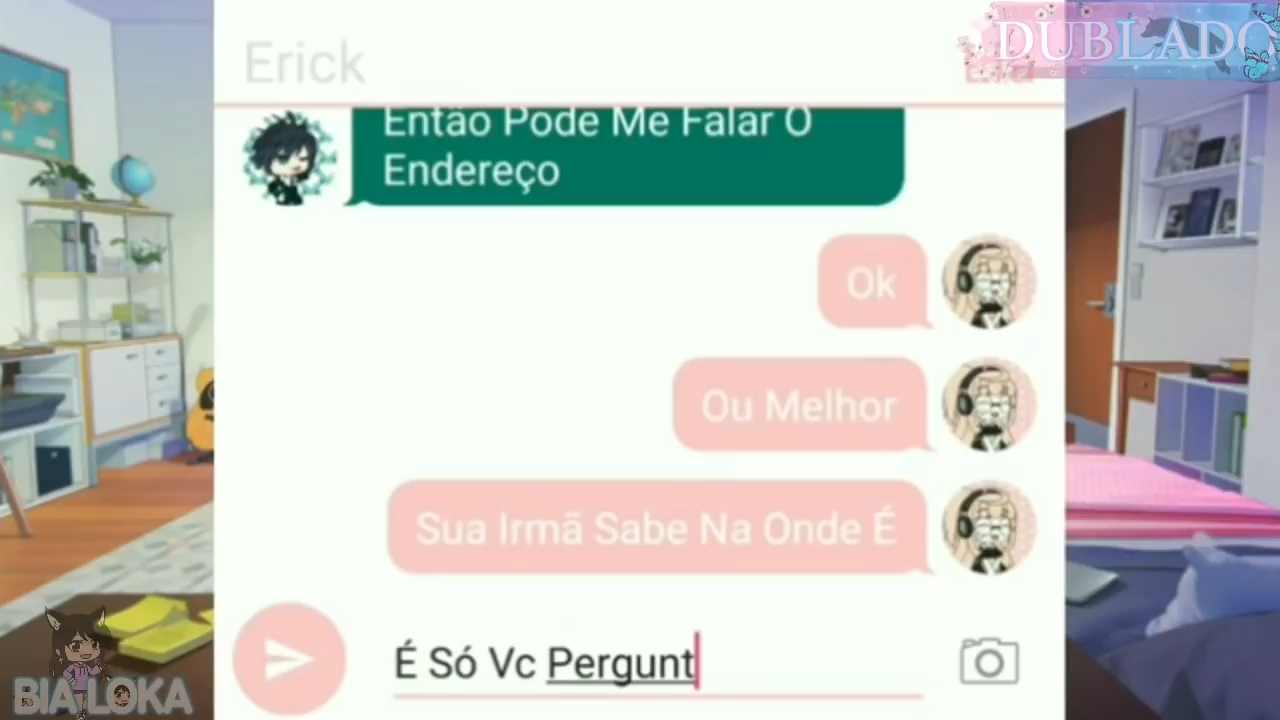 DUBLADO
Erick
Bia
Então Pode Me Falar O
Endereço
Ok
Ou Melhor
Sua Irmã Sabe Na Onde É
É Só Vc Pergunt
BIA LOKA